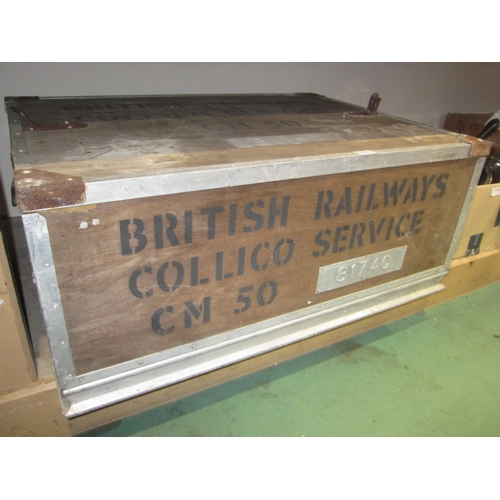 BRITISH RAILWAYS
COLLICO SERVICE
CM 50
81740